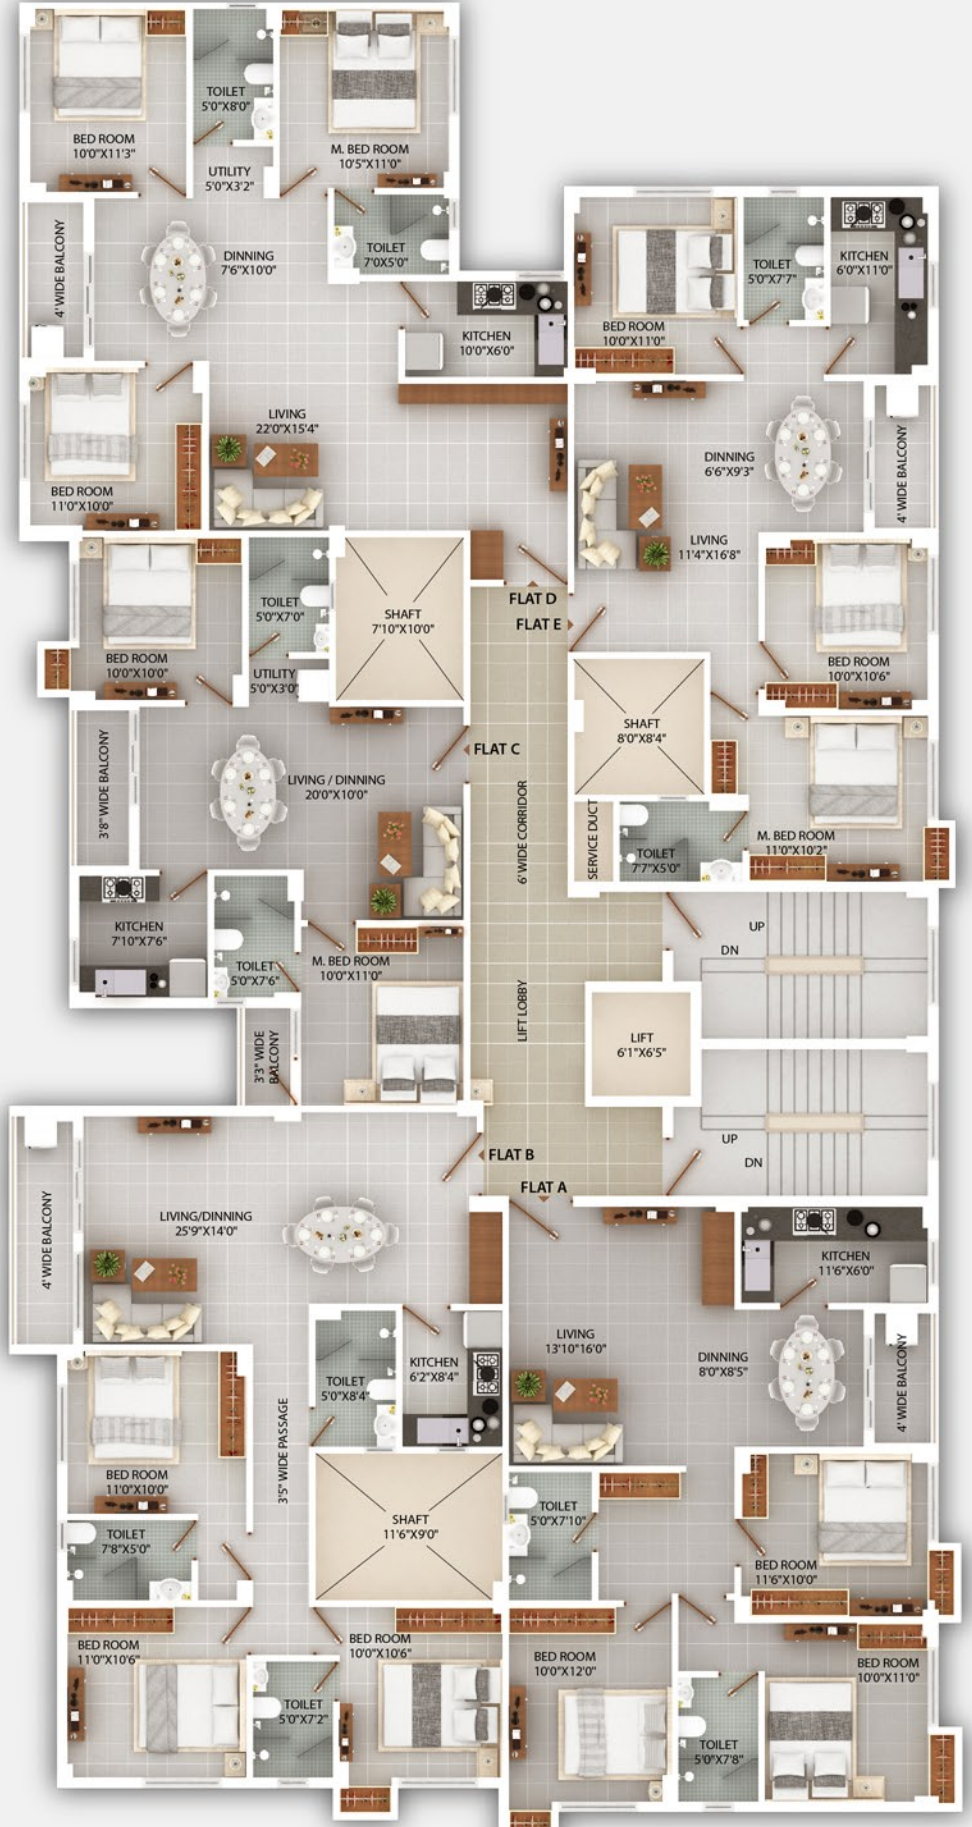 BED ROOM
10'0"X11'3"
TOILET
5'0"X8'0"
M. BED ROOM
10'5"X11'0"
UTILITY
5'0"X3'2"
4' WIDE BALCONY
DINNING
7'6"X10'0"
TOILET
7'0X5'0"
KITCHEN
10'0"X6'0"
LIVING
22'0"X15'4"
BED ROOM
11'0"X10'0"
BED ROOM
10'0"X11'0"
TOILET
5'0"X7'7"
KITCHEN
6'0"X11'0"
DINNING
6'6"X9'3"
4' WIDE BALCONY
LIVING
11'4"X16'8"
BED ROOM
10'0"X10'6"
FLAT D
FLAT E
SHAFT
7'10"X10'0"
TOILET
5'0"X7'0"
BED ROOM
10'0"X10'0"
UTILITY
5'0"X3'0"
SHAFT
8'0"X8'4"
FLAT C
3'8" WIDE BALCONY
LIVING / DINNING
20'0"X10'0"
6' WIDE CORRIDOR
SERVICE DUCT
TOILET
7'7"X5'0"
M. BED ROOM
11'0"X10'2"
KITCHEN
7'10"X7'6"
TOILET
5'0"X7'6"
M. BED ROOM
10'0"X11'0"
UP
DN
LIFT LOBBY
LIFT
6'1"X6'5"
3'3" WIDE
BALCONY
UP
DN
FLAT B
FLAT A
4' WIDE BALCONY
LIVING/DINNING
25'9"X14'0"
KITCHEN
11'6"X6'0"
LIVING
13'10"16'0"
DINNING
8'0"X8'5"
4' WIDE BALCONY
TOILET
5'0"X8'4"
KITCHEN
6'2"X8'4"
3'5" WIDE PASSAGE
BED ROOM
11'0"X10'0"
TOILET
7'8"X5'0"
SHAFT
11'6"X9'0"
TOILET
5'0"X7'10"
BED ROOM
11'6"X10'0"
BED ROOM
11'0"X10'6"
BED ROOM
10'0"X10'6"
TOILET
5'0"X7'2"
BED ROOM
10'0"X12'0"
BED ROOM
10'0"X11'0"
TOILET
5'0"X7'8"